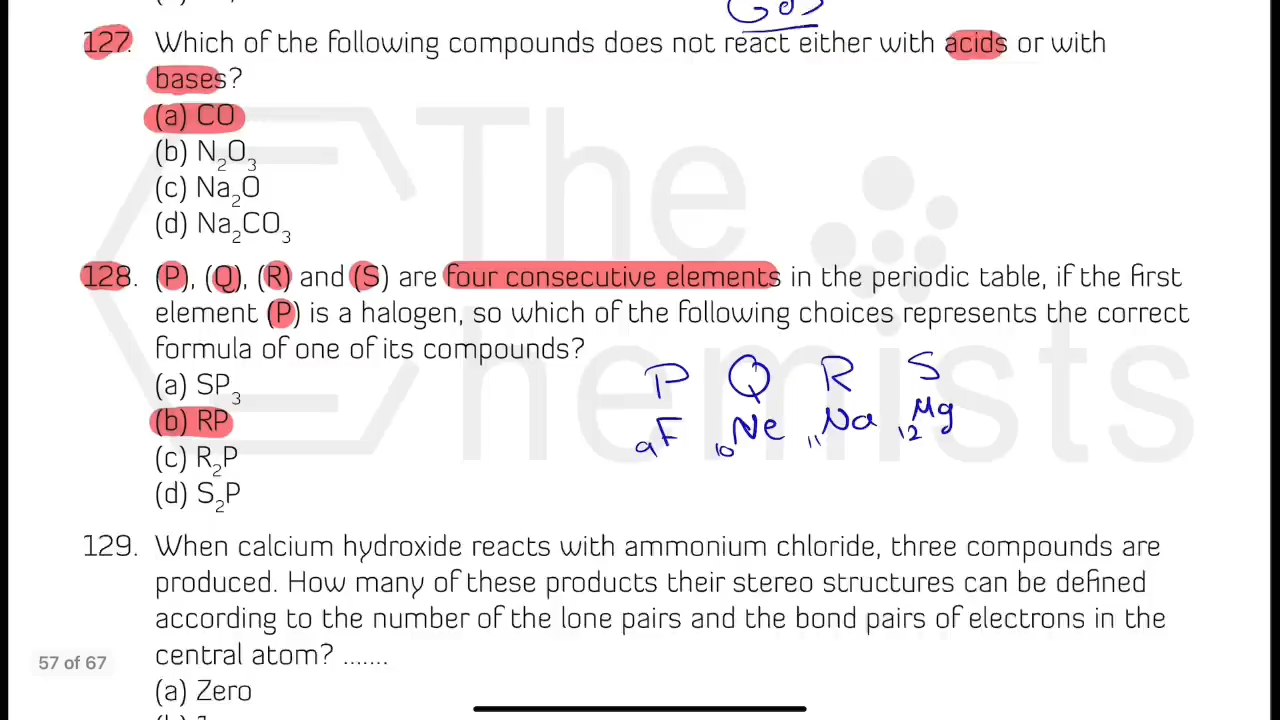 Gas
127. Which of the following compounds does not react either with acids or with
bases?
(a) CO
(b) N₂O₃
(c) Na₂O
(d) Na₂CO₃
128. (P), (Q), (R) and (S) are four consecutive elements in the periodic table, if the first
element (P) is a halogen, so which of the following choices represents the correct
formula of one of its compounds?
(a) SP₃
(b) RP
(c) R₂P
(d) S₂P
P Q R S
₉F ₁₀Ne ₁₁Na ₁₂Mg
129. When calcium hydroxide reacts with ammonium chloride, three compounds are
produced. How many of these products their stereo structures can be defined
according to the number of the lone pairs and the bond pairs of electrons in the
central atom? .......
57 of 67
(a) Zero
The
Chemists